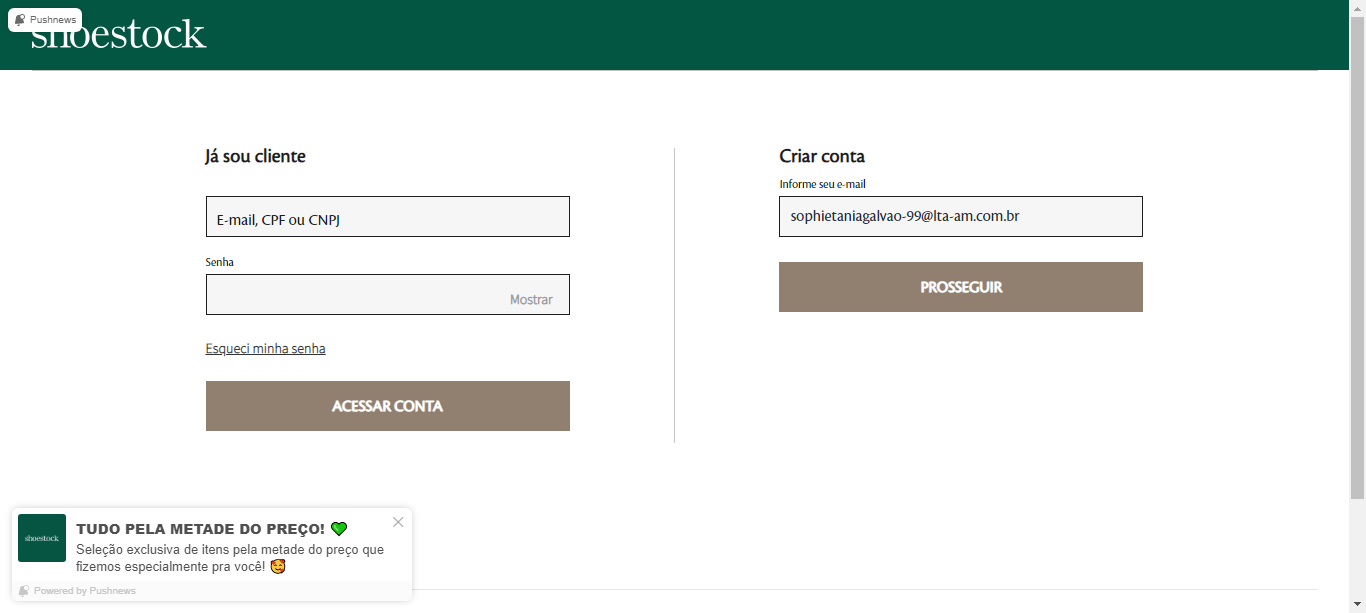 Pushnews
shoestock
Já sou cliente
E-mail, CPF ou CNPJ
Senha
Mostrar
Esqueci minha senha
ACESSAR CONTA
Criar conta
Informe seu e-mail
sophietaniagalvao-99@lta-am.com.br
PROSSEGUIR
shoestock
TUDO PELA METADE DO PREÇO! 💚
Seleção exclusiva de itens pela metade do preço que
fizemos especialmente pra você! 🥰
Powered by Pushnews